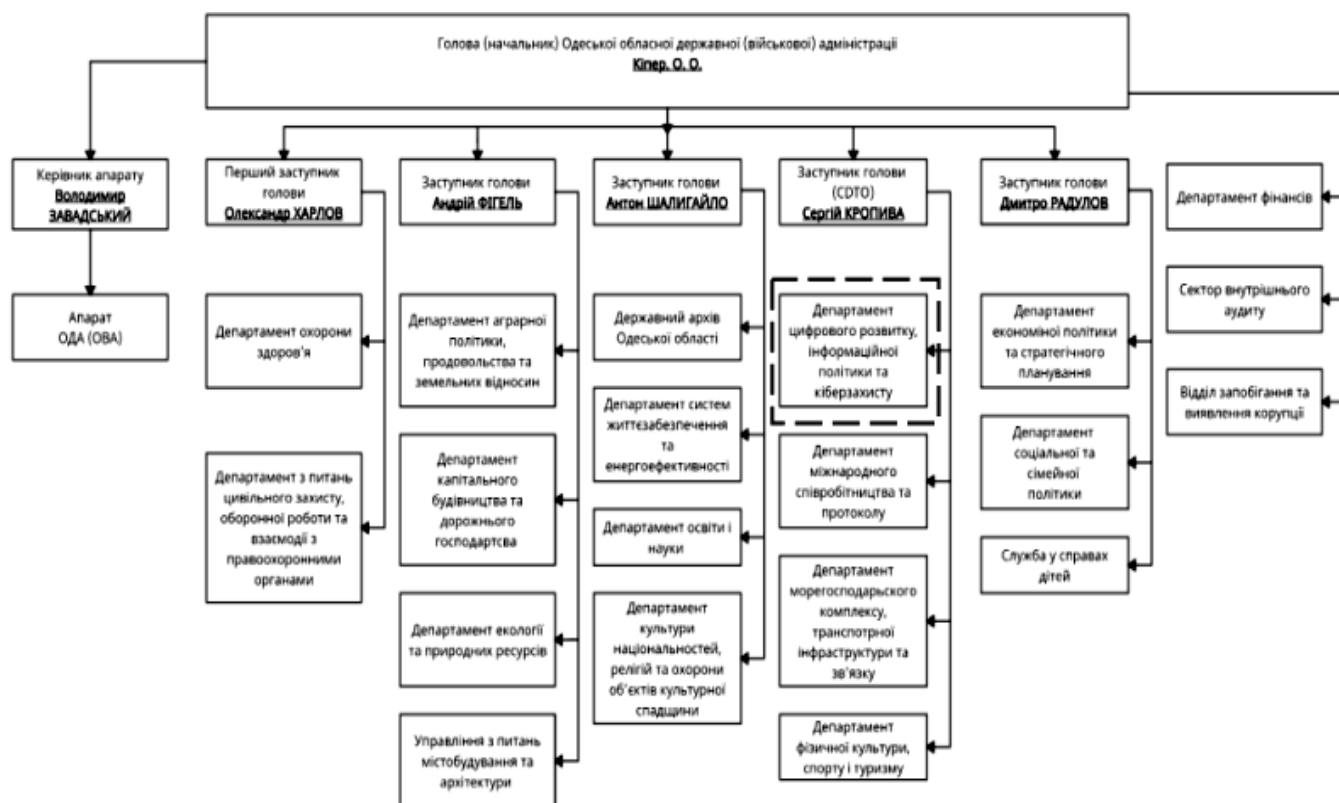 Голова (начальник) Одеської обласної державної (військової) адміністрації
Кіпер. О. О.
Керівник апарату
Володимир
ЗАВАДСЬКИЙ
Апарат
ОДА (ОВА)
Перший заступник
голови
Олександр ХАРЛОВ
Департамент охорони
здоров'я
Департамент з питань
цивільного захисту,
оборонної роботи та
взаємодії з
правоохоронними
органами
Заступник голови
Андрій ФІГЕЛЬ
Департамент аграрної
політики,
продовольства та
земельних відносин
Департамент
капітального
будівництва та
дорожнього
господартсва
Департамент екології
та природних ресурсів
Управління з питань
містобудування та
архітектури
Заступник голови
Антон ШАЛИГАЙЛО
Державний архів
Одеської області
Департамент систем
життєзабезпечення
та
енергоефективності
Департамент освіти і
науки
Департамент
культури
національностей,
релігій та охорони
об'єктів культурної
спадщини
Заступник голови
(CDTO)
Сергій КРОПИВА
Департамент
цифрового розвитку,
інформаційної
політики та
кіберзахисту
Департамент
міжнародного
співробітництва та
протоколу
Департамент
морегосподарьского
комплексу,
транспотрної
інфраструктури та
зв'язку
Департамент
фізичної культури,
спорту і туризму
Заступник голови
Дмитро РАДУЛОВ
Департамент
економіної політики
та стратегічного
планування
Департамент
соціальної та
сімейної
політики
Служба у справах
дітей
Департамент фінансів
Сектор внутрішнього
аудиту
Відділ запобігання та
виявлення корупції